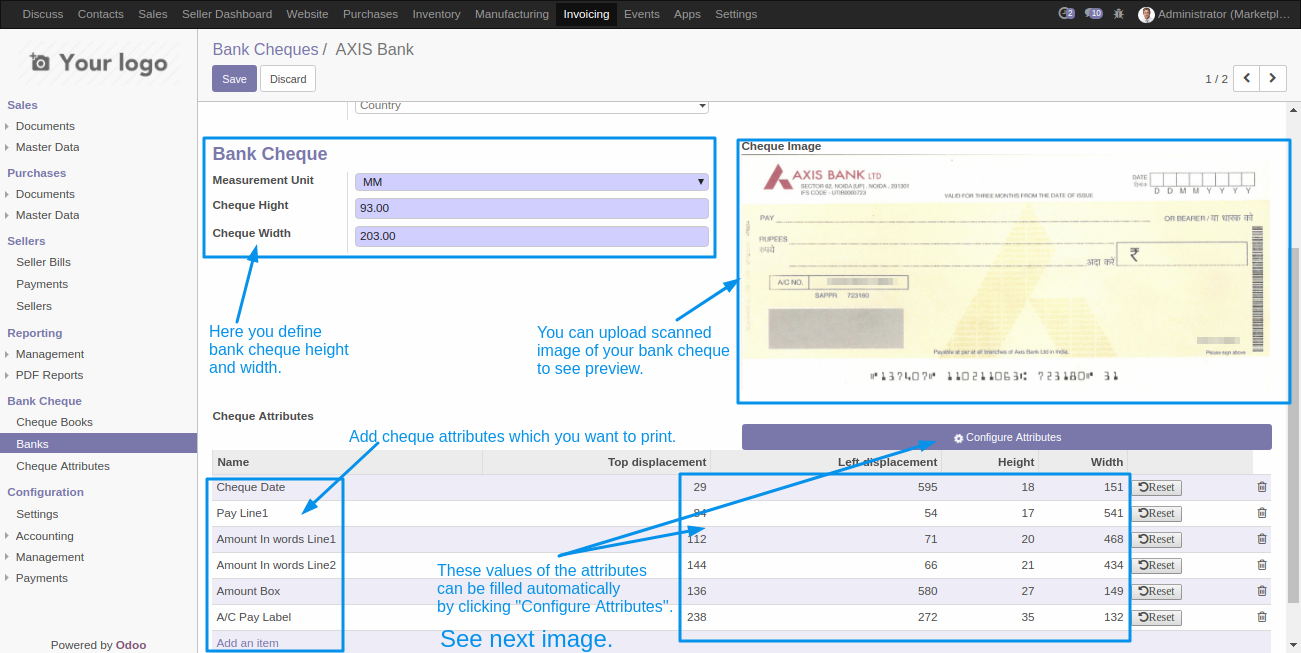 Discuss Contacts Sales Seller Dashboard Website Purchases Inventory Manufacturing Invoicing Events Apps Settings 2 10 Administrator (Marketpl...
Your logo
Sales
Documents
Master Data
Purchases
Documents
Master Data
Sellers
Seller Bills
Payments
Sellers
Reporting
Management
PDF Reports
Bank Cheque
Cheque Books
Banks
Cheque Attributes
Configuration
Settings
Accounting
Management
Payments
Powered by Odoo
Bank Cheques / AXIS Bank
Save Discard
1 / 2
Country
Bank Cheque
Measurement Unit MM
Cheque Hight 93.00
Cheque Width 203.00
Here you define
bank cheque height
and width.
You can upload scanned
image of your bank cheque
to see preview.
Cheque Image
AXIS BANK LTD
SECTOR 62, NOIDA (UP), NOIDA, 201301
IFS CODE - UTIB0000723
VALID FOR THREE MONTHS FROM THE DATE OF ISSUE
DATE
D D M M Y Y Y Y
PAY
OR BEARER / या धारक को
RUPEES
रुपये
अदा करें ₹
A/C NO.
SAPPR 723160
Payable at par at all branches of Axis Bank Ltd in India.
Please sign above
Cheque Attributes
Add cheque attributes which you want to print.
Configure Attributes
Name Top displacement Left displacement Height Width
Cheque Date 29 595 18 151 Reset
Pay Line1 84 54 17 541 Reset
Amount In words Line1 112 71 20 468 Reset
Amount In words Line2 144 66 21 434 Reset
Amount Box 136 580 27 149 Reset
A/C Pay Label 238 272 35 132 Reset
Add an item
These values of the attributes
can be filled automatically
by clicking "Configure Attributes".
See next image.